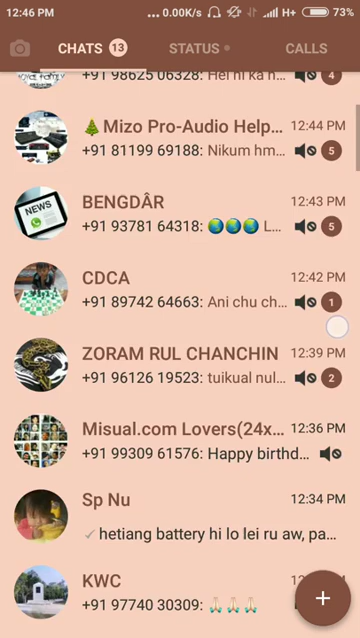 12:46 PM ... 0.00K/s H+ 73%
CHATS 13 STATUS CALLS
+91 98625 06328: Hei hi ka h... 4
🎄Mizo Pro-Audio Help... 12:44 PM
+91 81199 69188: Nikum hm... 5
NEWS
BENGDÂR 12:43 PM
+91 93781 64318: 🌏🌏🌏 L... 5
CDCA 12:42 PM
+91 89742 64663: Ani chu ch... 1
ZORAM RUL CHANCHIN 12:39 PM
+91 96126 19523: tuikual nul... 2
Misual.com Lovers(24x... 12:36 PM
+91 99309 61576: Happy birthd...
Sp Nu 12:34 PM
✓ hetiang battery hi lo lei ru aw, pa...
KWC
+91 97740 30309: 🍒🍒🍒
+